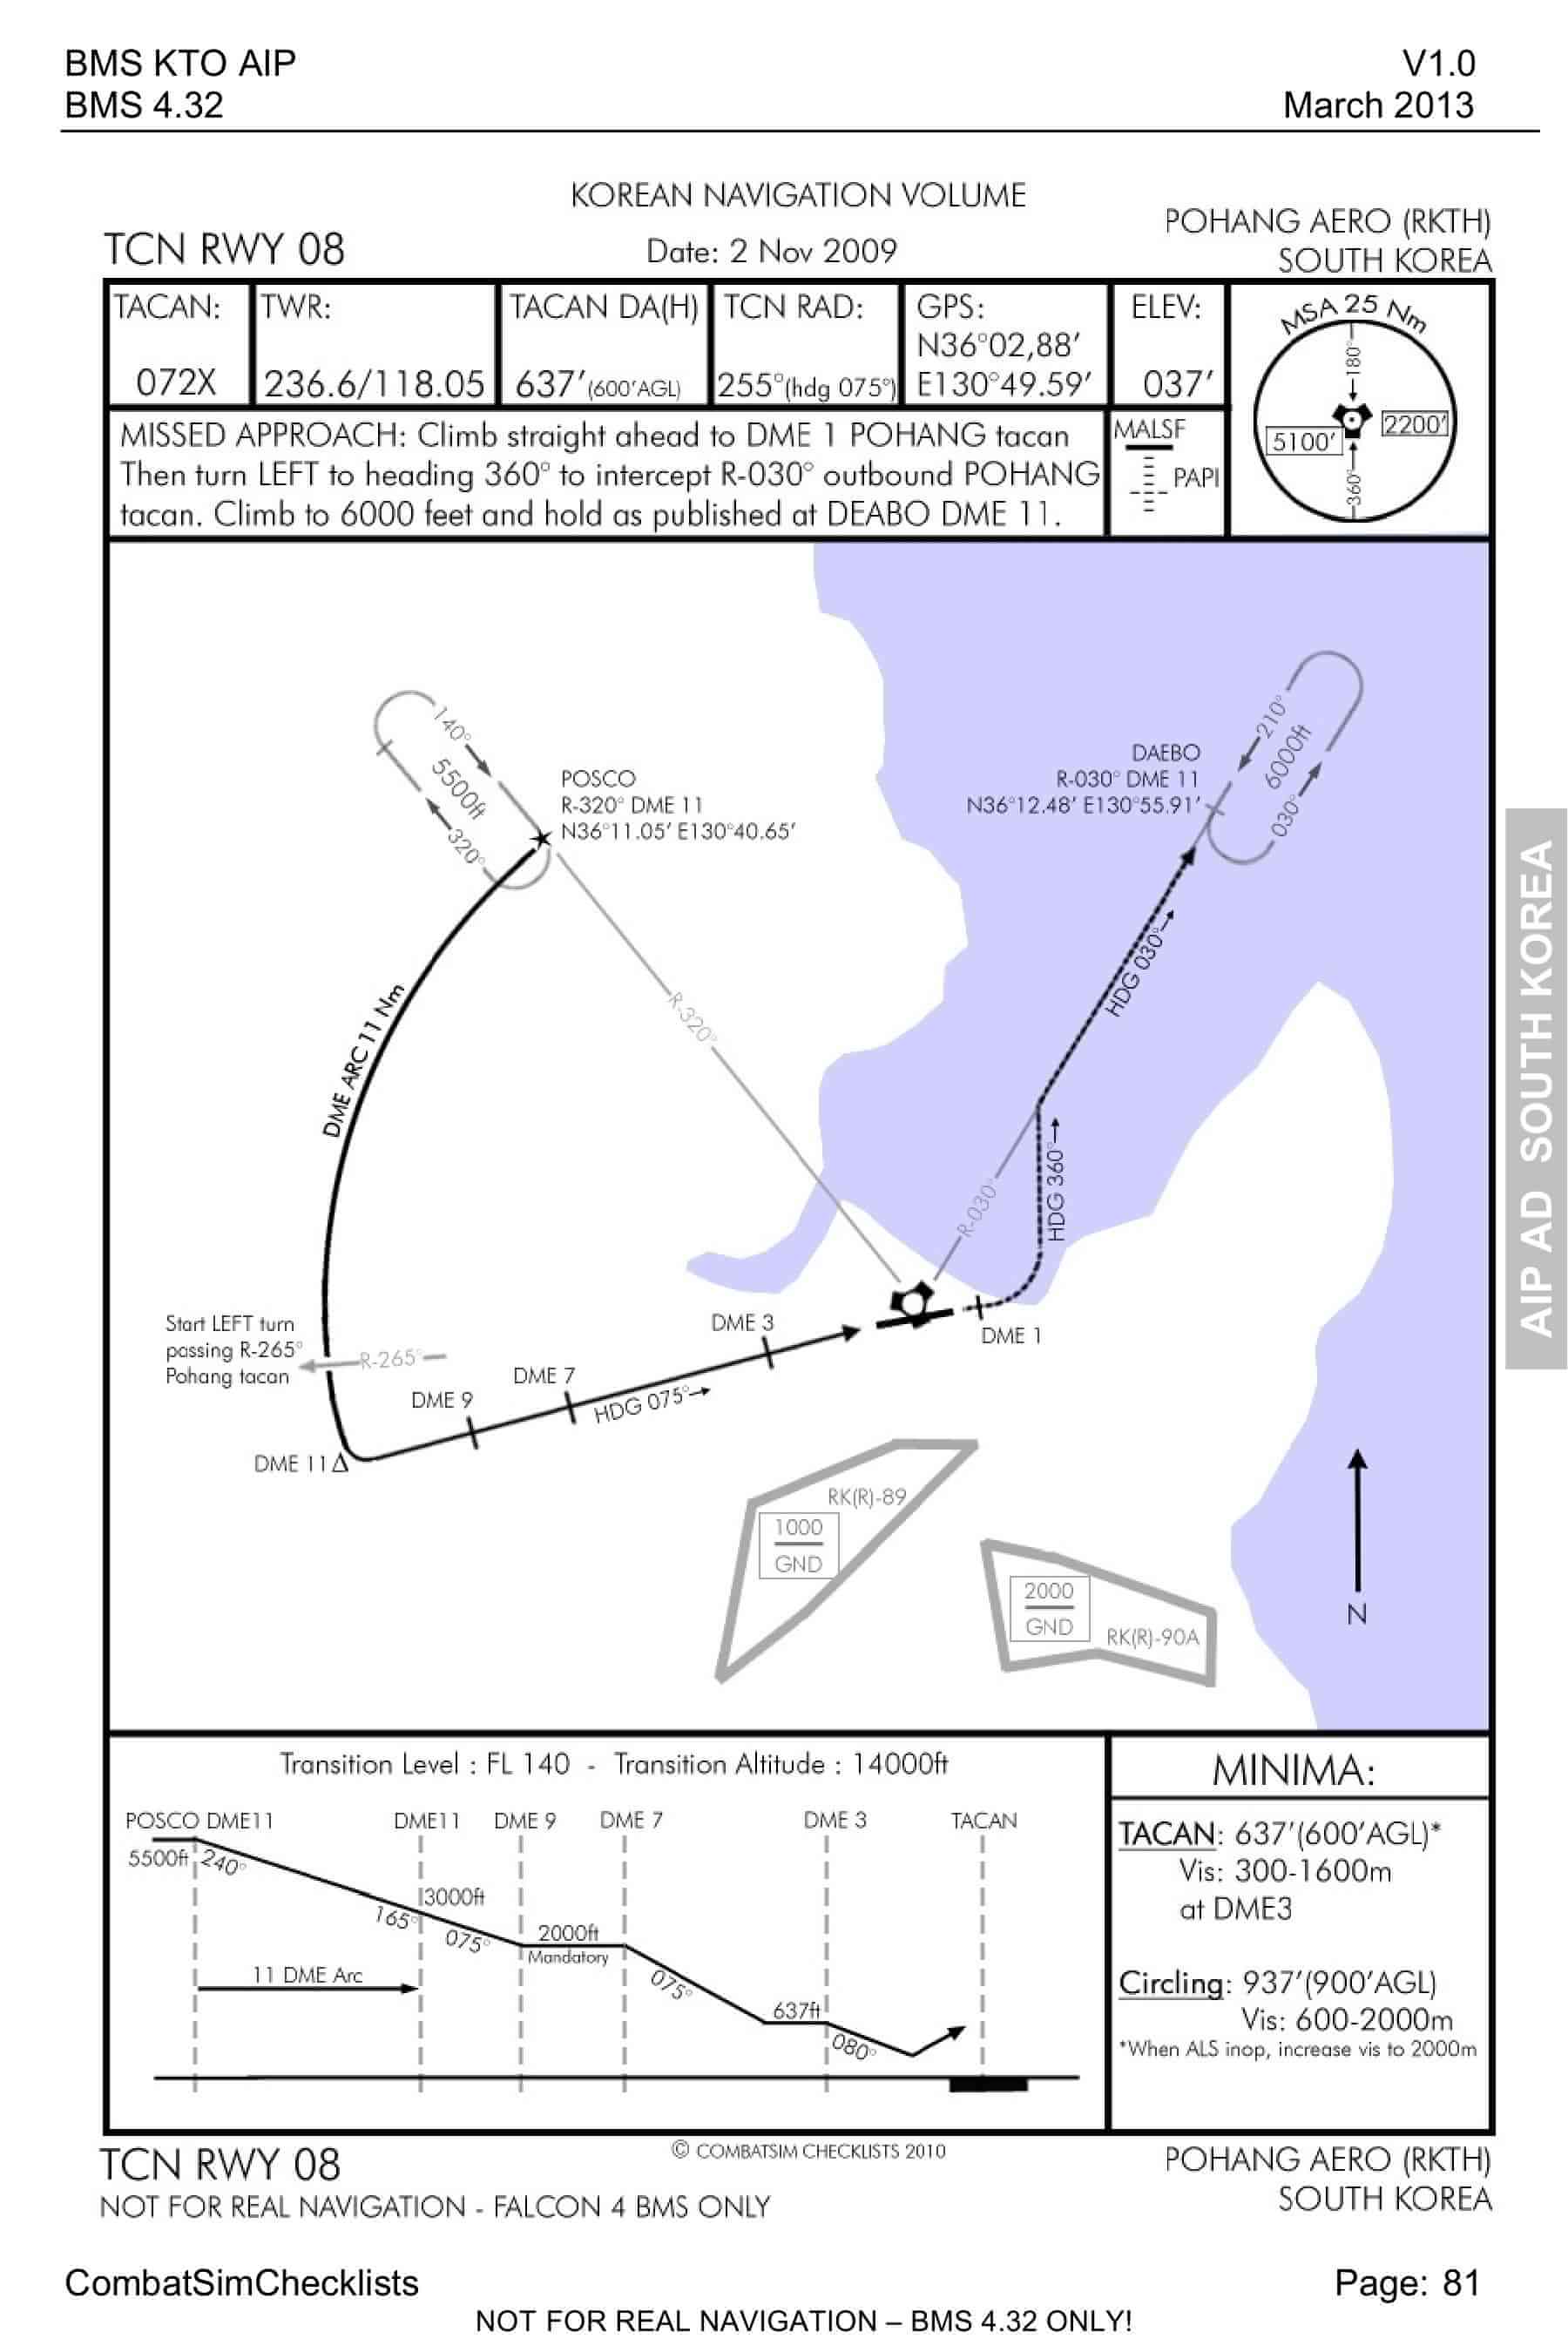 BMS KTO AIP
V1.0
BMS 4.32
March 2013
KOREAN NAVIGATION VOLUME
TCN RWY 08
Date: 2 Nov 2009
POHANG AERO (RKTH)
SOUTH KOREA
TACAN:
072X
TWR:
236.6/118.05
TACAN DA(H)
637′(600′AGL)
TCN RAD:
255°(hdg 075°)
GPS:
N36°02,88′
E130°49.59′
ELEV:
037′
MSA 25 Nm
180°
5100′
2200′
360°
MISSED APPROACH: Climb straight ahead to DME 1 POHANG tacan
Then turn LEFT to heading 360° to intercept R-030° outbound POHANG
tacan. Climb to 6000 feet and hold as published at DEABO DME 11.
MALSF
PAPI
140°
5500ft
320°
POSCO
R-320° DME 11
N36°11.05′ E130°40.65′
DAEBO
R-030° DME 11
N36°12.48′ E130°55.91′
210°
6000ft
030°
DME ARC 11 Nm
R-320°
HDG 030°
HDG 360°
R-030°
Start LEFT turn
passing R-265°
Pohang tacan
R-265°
DME 3
DME 1
DME 7
DME 9
HDG 075°
DME 11
RK(R)-89
1000
GND
2000
GND
RK(R)-90A
N
AIP AD SOUTH KOREA
Transition Level : FL 140 - Transition Altitude : 14000ft
POSCO DME11
DME11
DME 9
DME 7
DME 3
TACAN
5500ft
240°
3000ft
165°
075°
2000ft
Mandatory
075°
637ft
080°
11 DME Arc
MINIMA:
TACAN: 637′(600′AGL)*
Vis: 300-1600m
at DME3
Circling: 937′(900′AGL)
Vis: 600-2000m
*When ALS inop, increase vis to 2000m
TCN RWY 08
© COMBATSIM CHECKLISTS 2010
POHANG AERO (RKTH)
NOT FOR REAL NAVIGATION - FALCON 4 BMS ONLY
SOUTH KOREA
CombatSimChecklists
Page: 81
NOT FOR REAL NAVIGATION – BMS 4.32 ONLY!